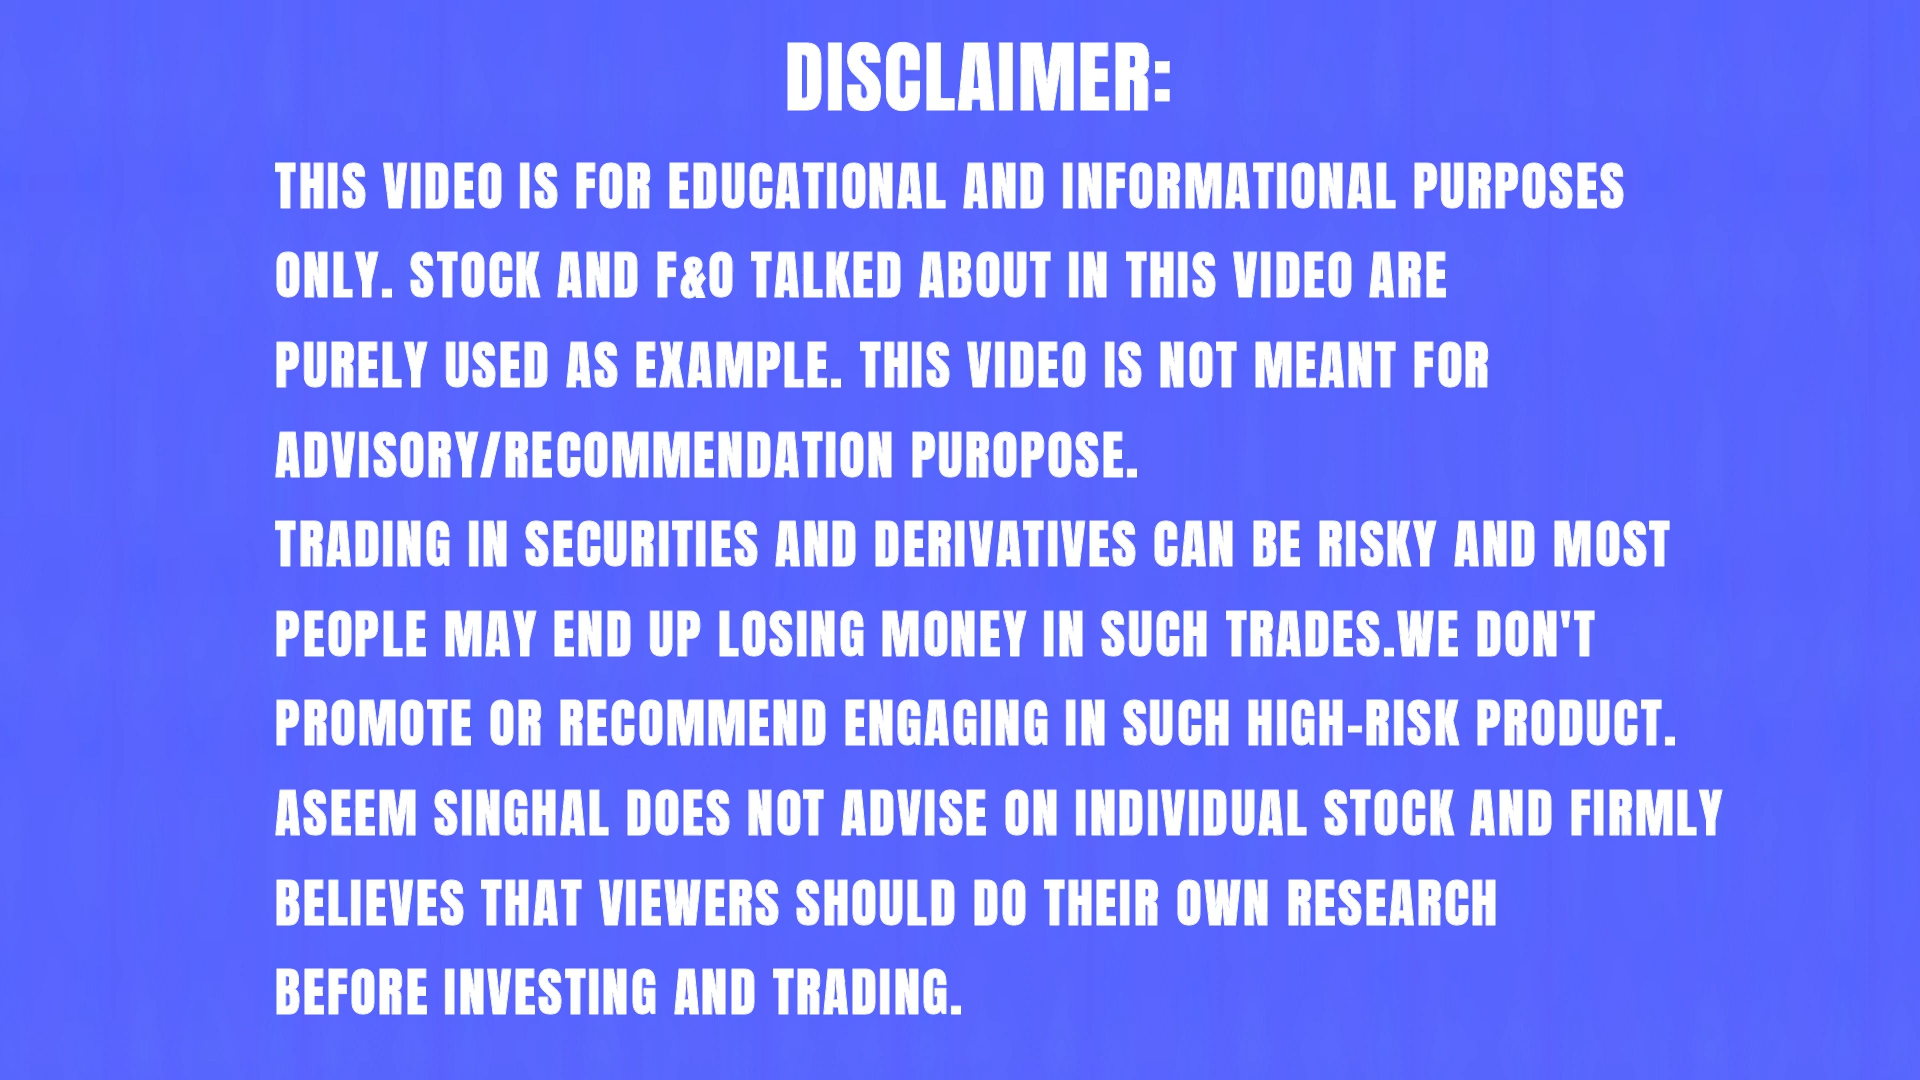 DISCLAIMER:
THIS VIDEO IS FOR EDUCATIONAL AND INFORMATIONAL PURPOSES
ONLY. STOCK AND F&O TALKED ABOUT IN THIS VIDEO ARE
PURELY USED AS EXAMPLE. THIS VIDEO IS NOT MEANT FOR
ADVISORY/RECOMMENDATION PUROPOSE.
TRADING IN SECURITIES AND DERIVATIVES CAN BE RISKY AND MOST
PEOPLE MAY END UP LOSING MONEY IN SUCH TRADES.WE DON'T
PROMOTE OR RECOMMEND ENGAGING IN SUCH HIGH-RISK PRODUCT.
ASEEM SINGHAL DOES NOT ADVISE ON INDIVIDUAL STOCK AND FIRMLY
BELIEVES THAT VIEWERS SHOULD DO THEIR OWN RESEARCH
BEFORE INVESTING AND TRADING.